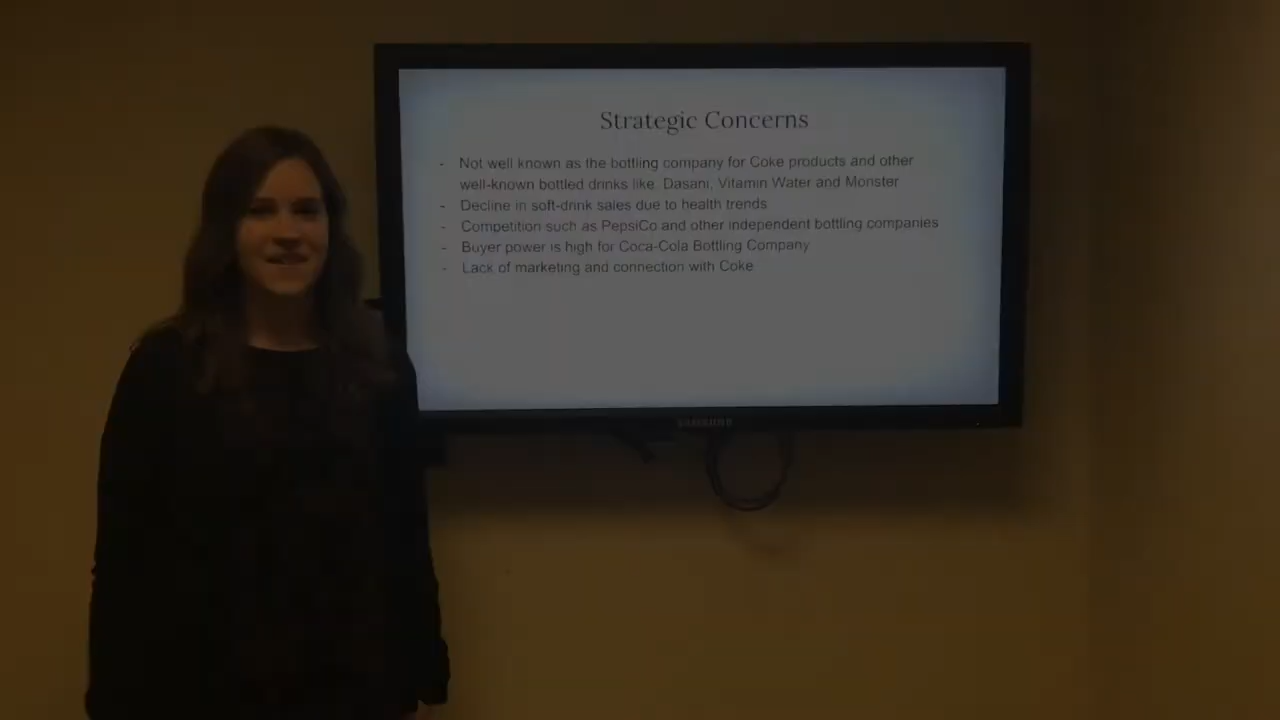 Strategic Concerns
- Not well known as the bottling company for Coke products and other
well-known bottled drinks like: Dasani, Vitamin Water and Monster
- Decline in soft-drink sales due to health trends
- Competition such as PepsiCo and other independent bottling companies
- Buyer power is high for Coca-Cola Bottling Company
- Lack of marketing and connection with Coke
SAMSUNG